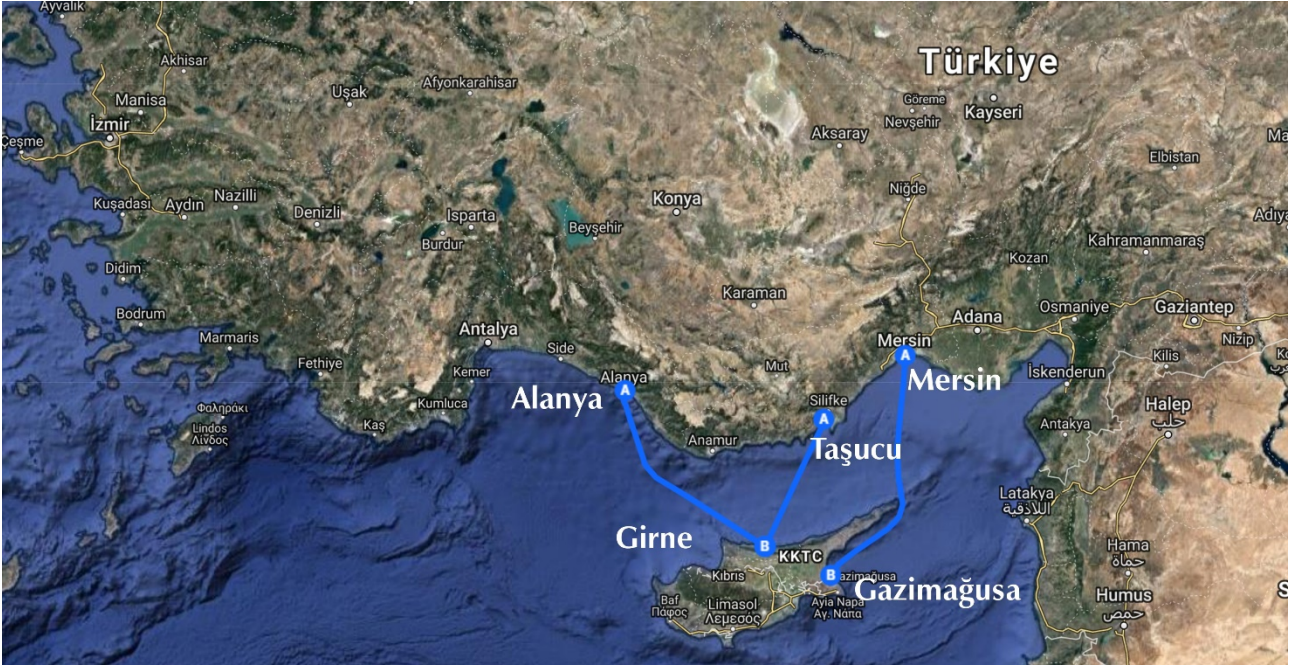 Ayvalık
Akhisar
Manisa
İzmir
Çeşme
Uşak
Afyonkarahisar
Türkiye
Göreme
Nevşehir
Kayseri
Aksaray
Elbistan
Niğde
Kuşadası
Aydın
Nazilli
Denizli
Isparta
Burdur
Beyşehir
Konya
Kahramanmaraş
Kozan
Didim
Karaman
Osmaniye
Gaziantep
Adana
Nizip
Bodrum
Marmaris
Antalya
Side
Mersin
Kilis
Fethiye
Kemer
Alanya
Mut
İskenderun
A
A
Mersin
Alanya
Φαληράκι
Lindos
Λίνδος
Kumluca
Kaş
Silifke
A
Halep
حلب
Anamur
Taşucu
Antakya
Latakya
اللاذقية
Girne
B
KKTC
Hama
حماة
Kıbrıs
B
azimağusa
Gazimağusa
Baf
Πάφος
Limasol
Λεμεσός
Ayia Napa
Αγ. Νάπα
Humus
حمص